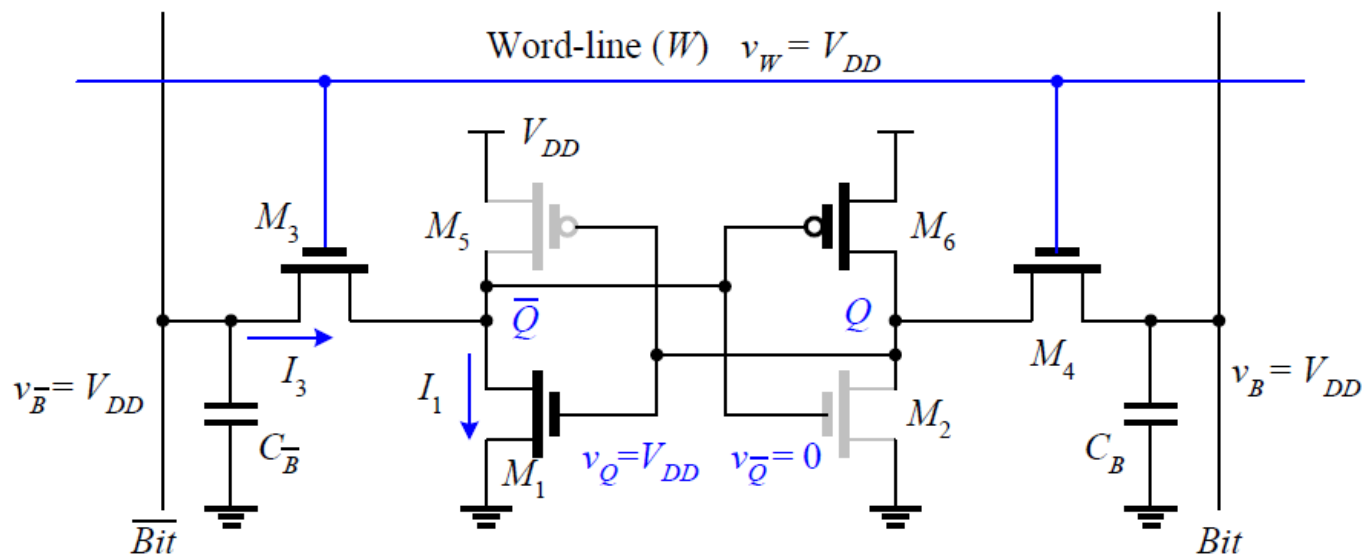 Word-line (W) v_W = V_DD
V_DD
M_3
M_5
M_6
Q̅
Q
I_3
I_1
M_4
v_B̅ = V_DD
v_B = V_DD
M_2
C_B̅
M_1
v_Q=V_DD
v_Q̅ = 0
C_B
B̅i̅t̅
Bit